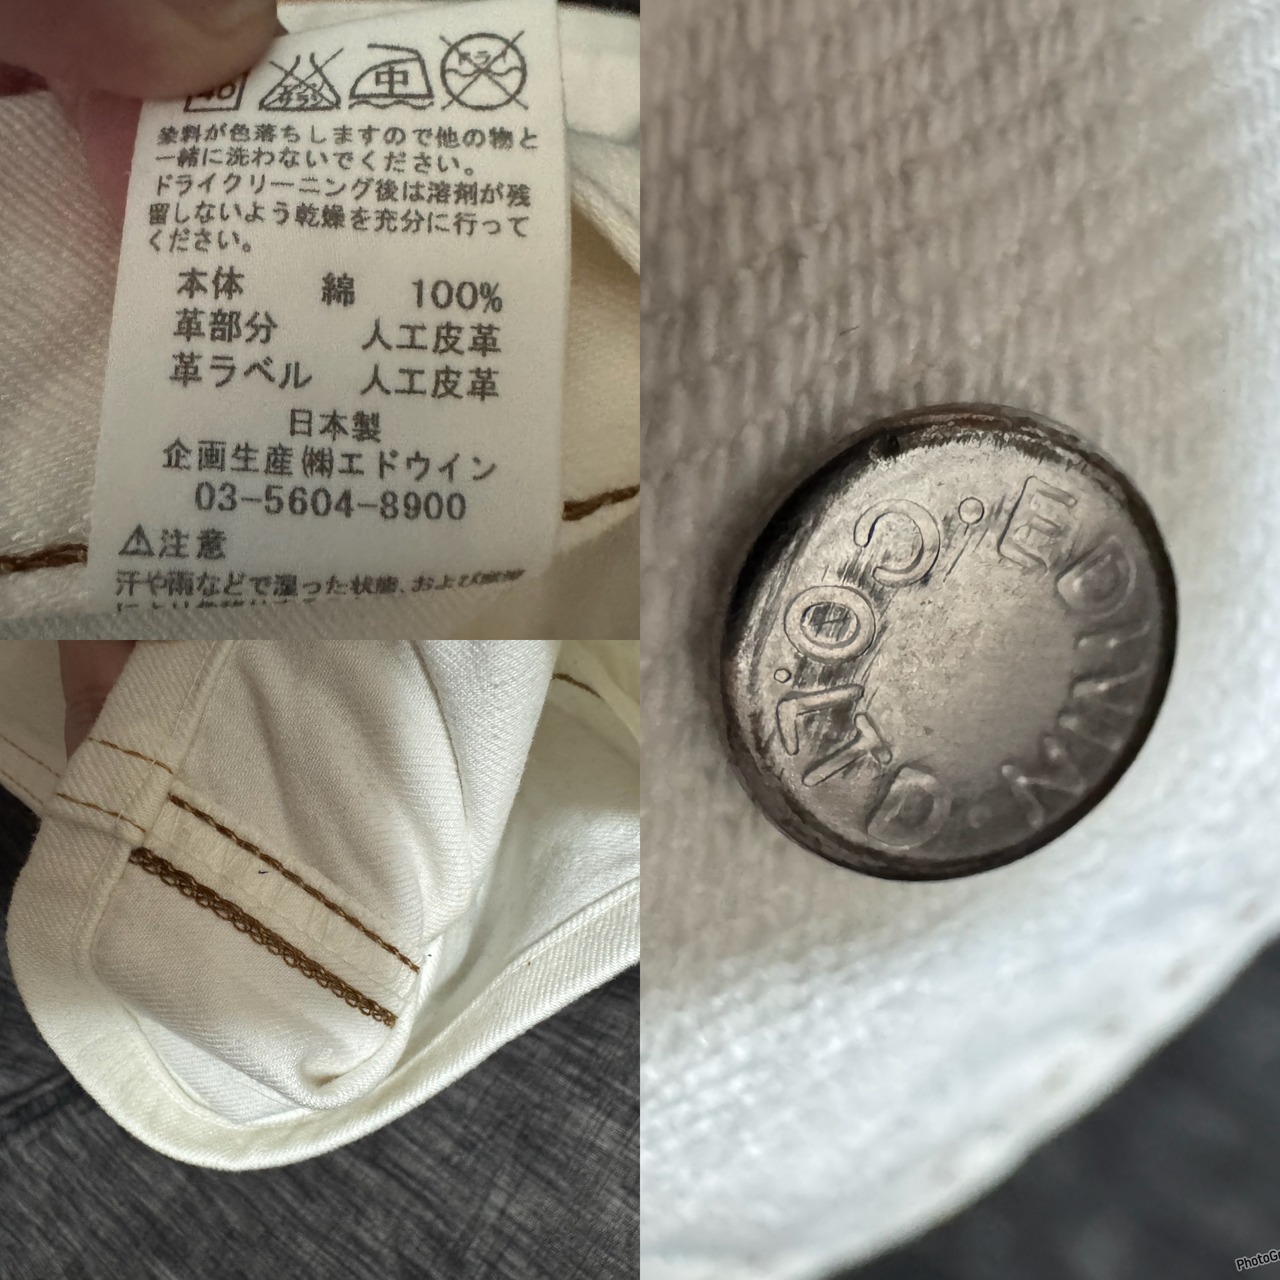 40
中
ドライ
染料が色落ちしますので他の物と
一緒に洗わないでください。
ドライクリーニング後は溶剤が残
留しないよう乾燥を充分に行って
ください。
本体 綿 100%
革部分 人工皮革
革ラベル 人工皮革
日本製
企画生産㈱エドウイン
03-5604-8900
⚠注意
汗や雨などで湿った状態、および摩擦
EDWIN
CO.,LTD